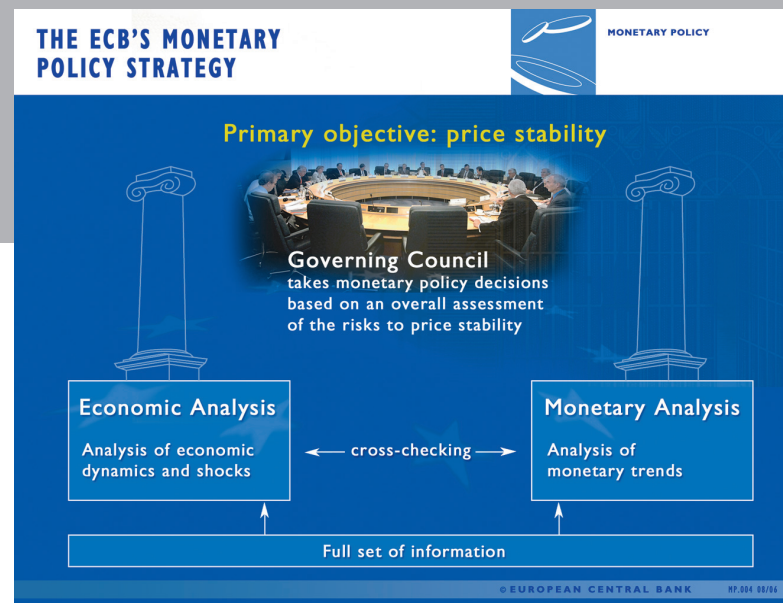 THE ECB'S MONETARY
POLICY STRATEGY
MONETARY POLICY
Primary objective: price stability
Governing Council
takes monetary policy decisions
based on an overall assessment
of the risks to price stability
Economic Analysis
Analysis of economic
dynamics and shocks
cross-checking
Monetary Analysis
Analysis of
monetary trends
Full set of information
© EUROPEAN CENTRAL BANK
MP.004 08/06